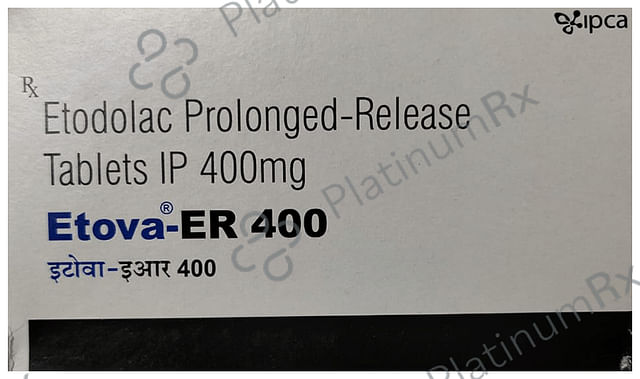 ipca
Rx
Etodolac Prolonged-Release
Tablets IP 400mg
Etova®-ER 400
इटोवा-इआर 400
PlatinumRx
PlatinumRx
PlatinumRx